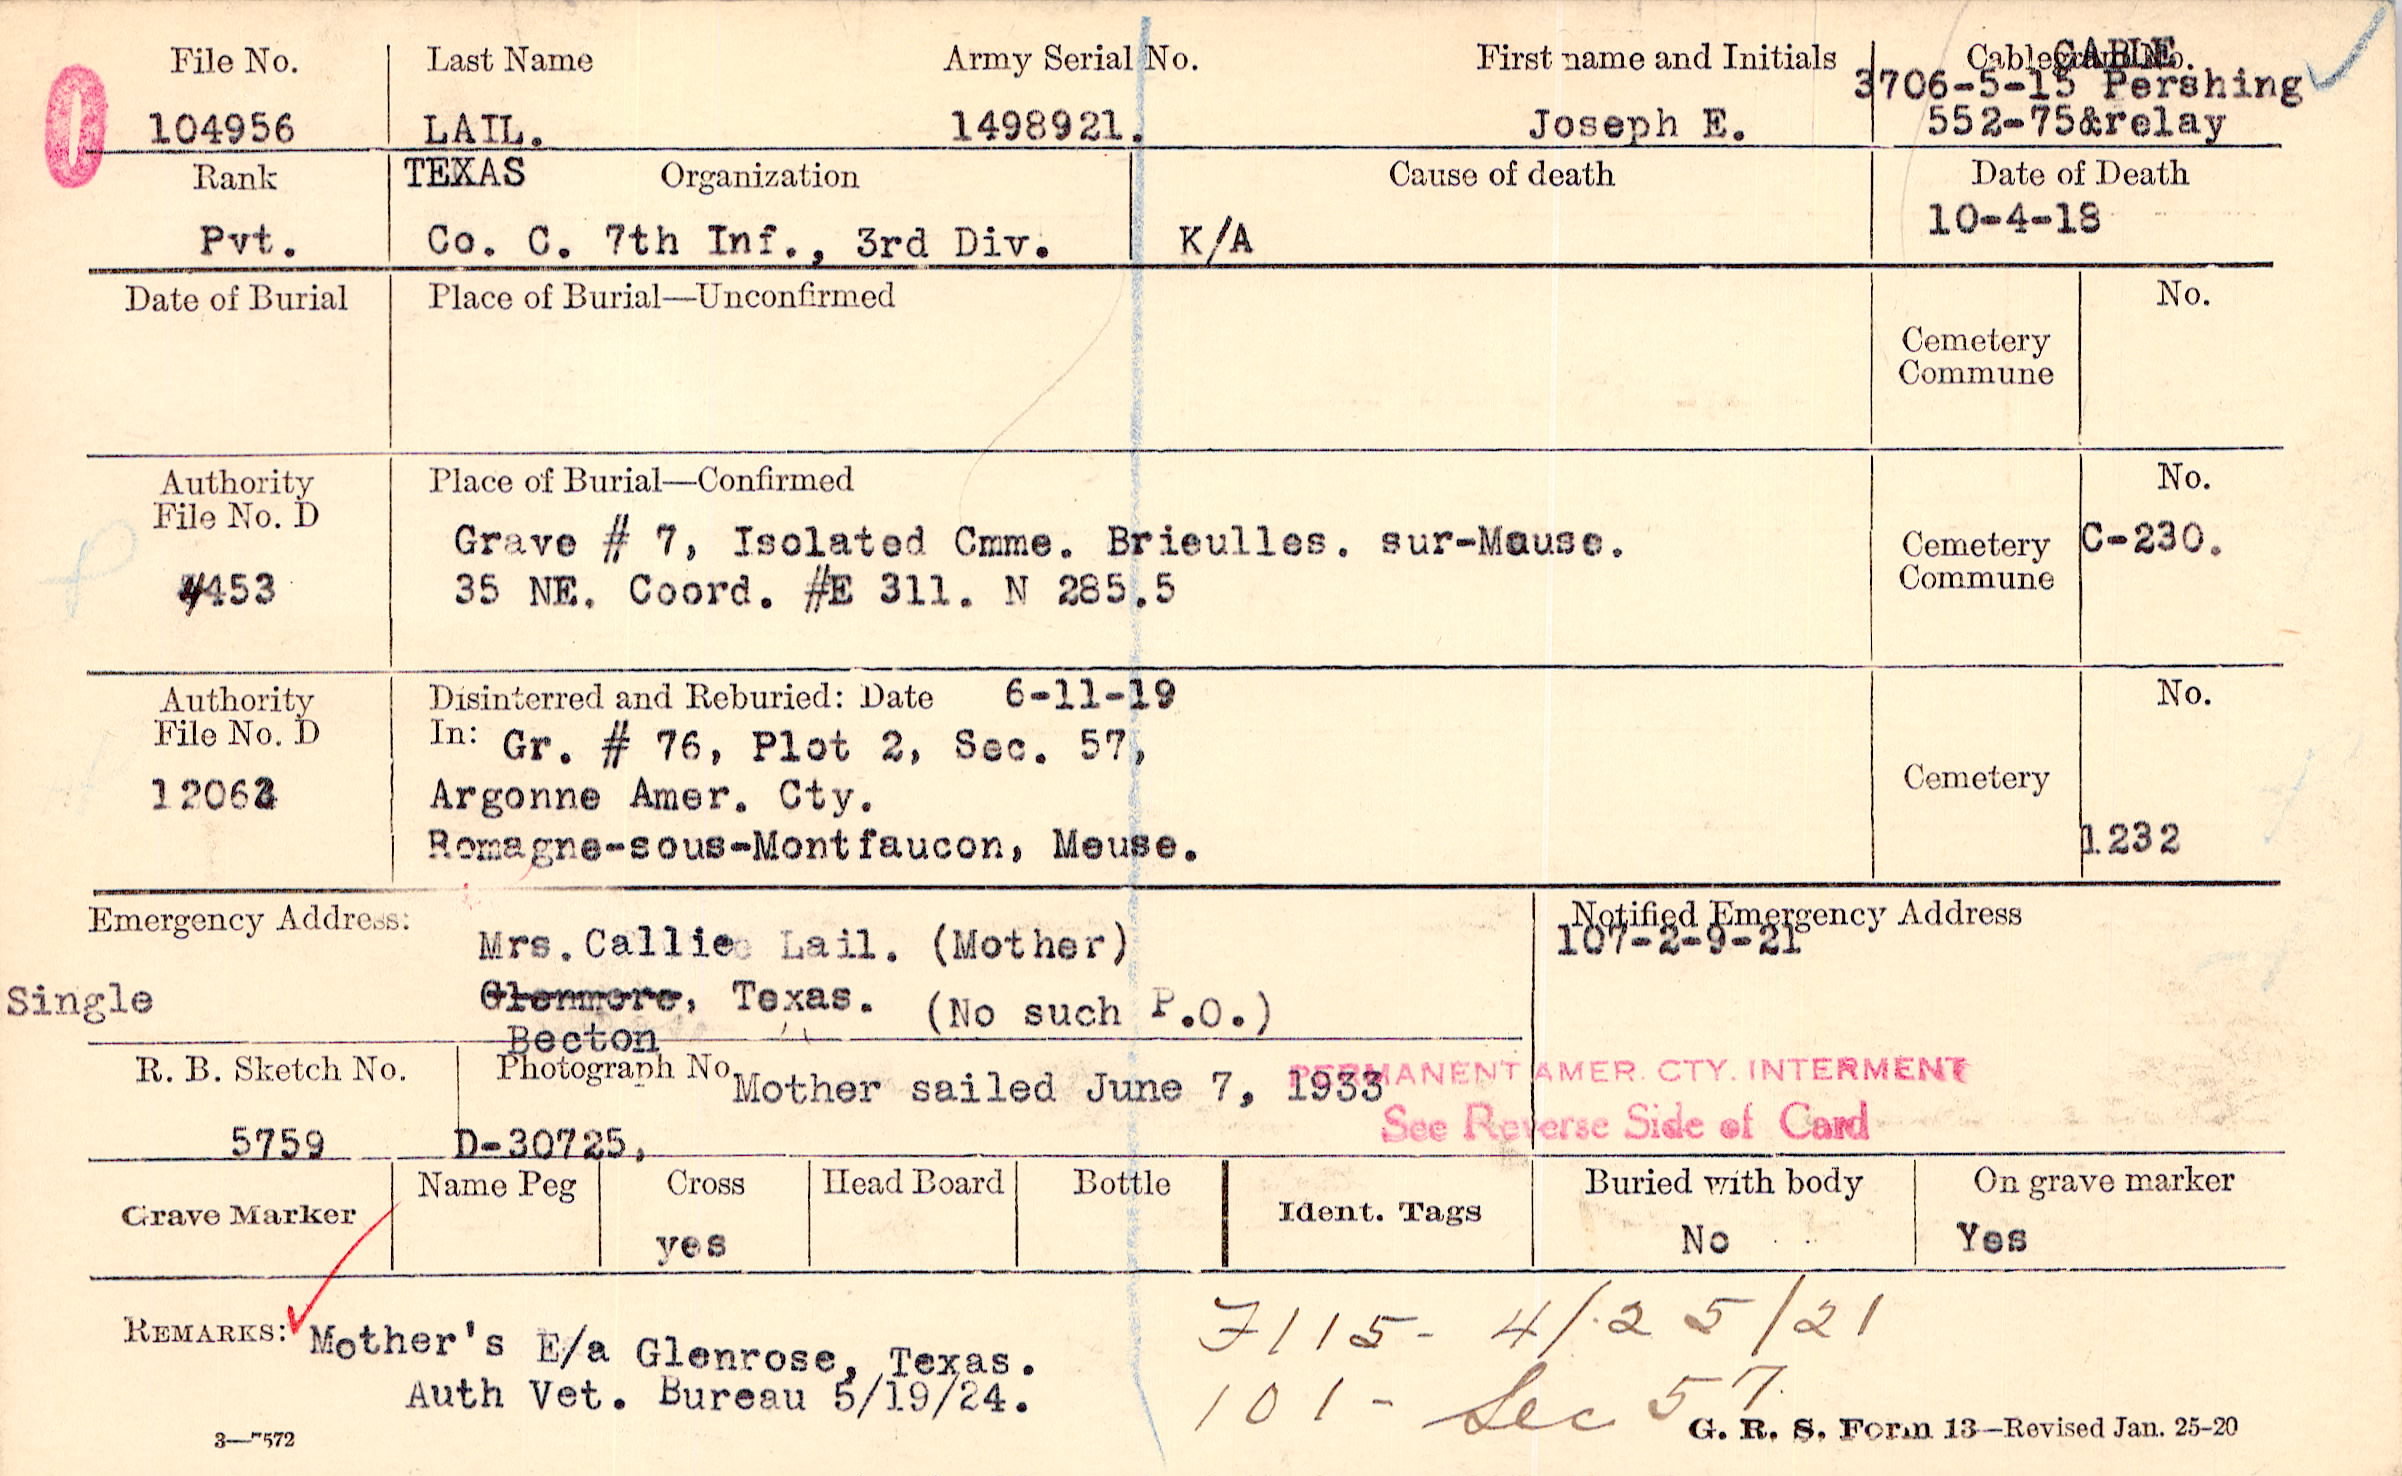 File No. Last Name Army Serial No. First name and Initials Cablegram No. CABLE
3706-5-15 Pershing
104956 LAIL. 1498921. Joseph E. 552-75&relay
Rank TEXAS Organization Cause of death Date of Death
Pvt. Co. C. 7th Inf., 3rd Div. K/A 10-4-18
Date of Burial Place of Burial—Unconfirmed No.
Cemetery
Commune
Authority Place of Burial—Confirmed No.
File No. D
Grave # 7, Isolated Cmme. Brieulles. sur-Meuse. Cemetery C-230.
4453 35 NE. Coord. #E 311. N 285.5 Commune
Authority Disinterred and Reburied: Date 6-11-19 No.
File No. D In: Gr. # 76, Plot 2, Sec. 57,
Argonne Amer. Cty. Cemetery
Romagne-sous-Montfaucon, Meuse. 1232
Emergency Address: Notified Emergency Address
Mrs. Callie Lail. (Mother) 107-2-9-21
Single Glenmore, Texas. (No such P.O.)
Becton
R. B. Sketch No. Photograph No. Mother sailed June 7, 1933 PERMANENT AMER. CTY. INTERMENT
See Reverse Side of Card
5759 D-30725,
Grave Marker Name Peg Cross Head Board Bottle Ident. Tags Buried with body On grave marker
yes No Yes
REMARKS: Mother's E/a Glenrose, Texas. 7115- 4/25/21
Auth Vet. Bureau 5/19/24. 101- Sec 57
3—7572 G. R. S. Form 13—Revised Jan. 25-20